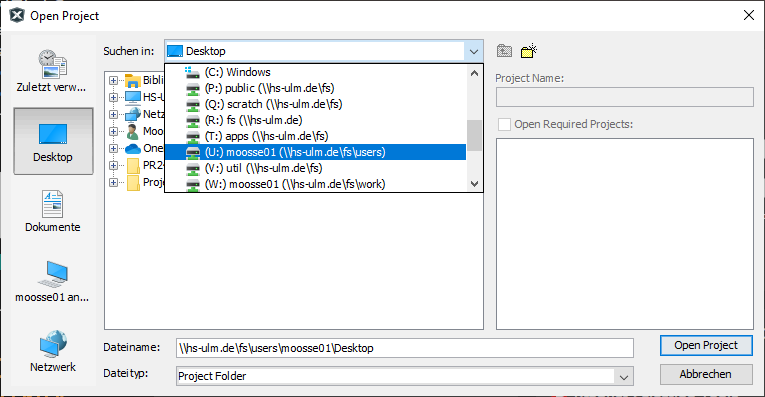 Open Project
Suchen in:
Desktop
(C:) Windows
(P:) public (\\hs-ulm.de\fs)
(Q:) scratch (\\hs-ulm.de\fs)
(R:) fs (\\hs-ulm.de)
(T:) apps (\\hs-ulm.de\fs)
(U:) moosse01 (\\hs-ulm.de\fs\users)
(V:) util (\\hs-ulm.de\fs)
(W:) moosse01 (\\hs-ulm.de\fs\work)
Zuletzt verw...
Desktop
Dokumente
moosse01 an...
Netzwerk
Bibli
HS-U
Netz
Moo
One
PR2
Proje
Project Name:
Open Required Projects:
Dateiname:
\\hs-ulm.de\fs\users\moosse01\Desktop
Open Project
Dateityp:
Project Folder
Abbrechen